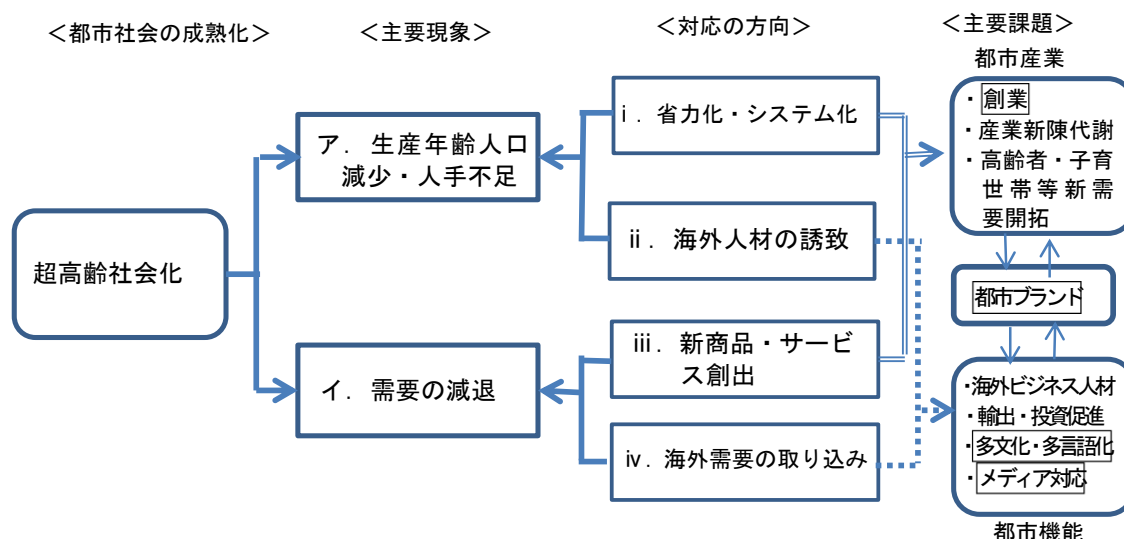 ＜都市社会の成熟化＞
＜主要現象＞
＜対応の方向＞
＜主要課題＞
超高齢社会化
ア．生産年齢人口
減少・人手不足
イ．需要の減退
ⅰ．省力化・システム化
ⅱ．海外人材の誘致
ⅲ．新商品・サービ
ス創出
ⅳ．海外需要の取り込み
都市産業
・創業
・産業新陳代謝
・高齢者・子育
世帯等新需
要開拓
都市ブランド
・海外ビジネス人材
・輸出・投資促進
・多文化・多言語化
・メディア対応
都市機能